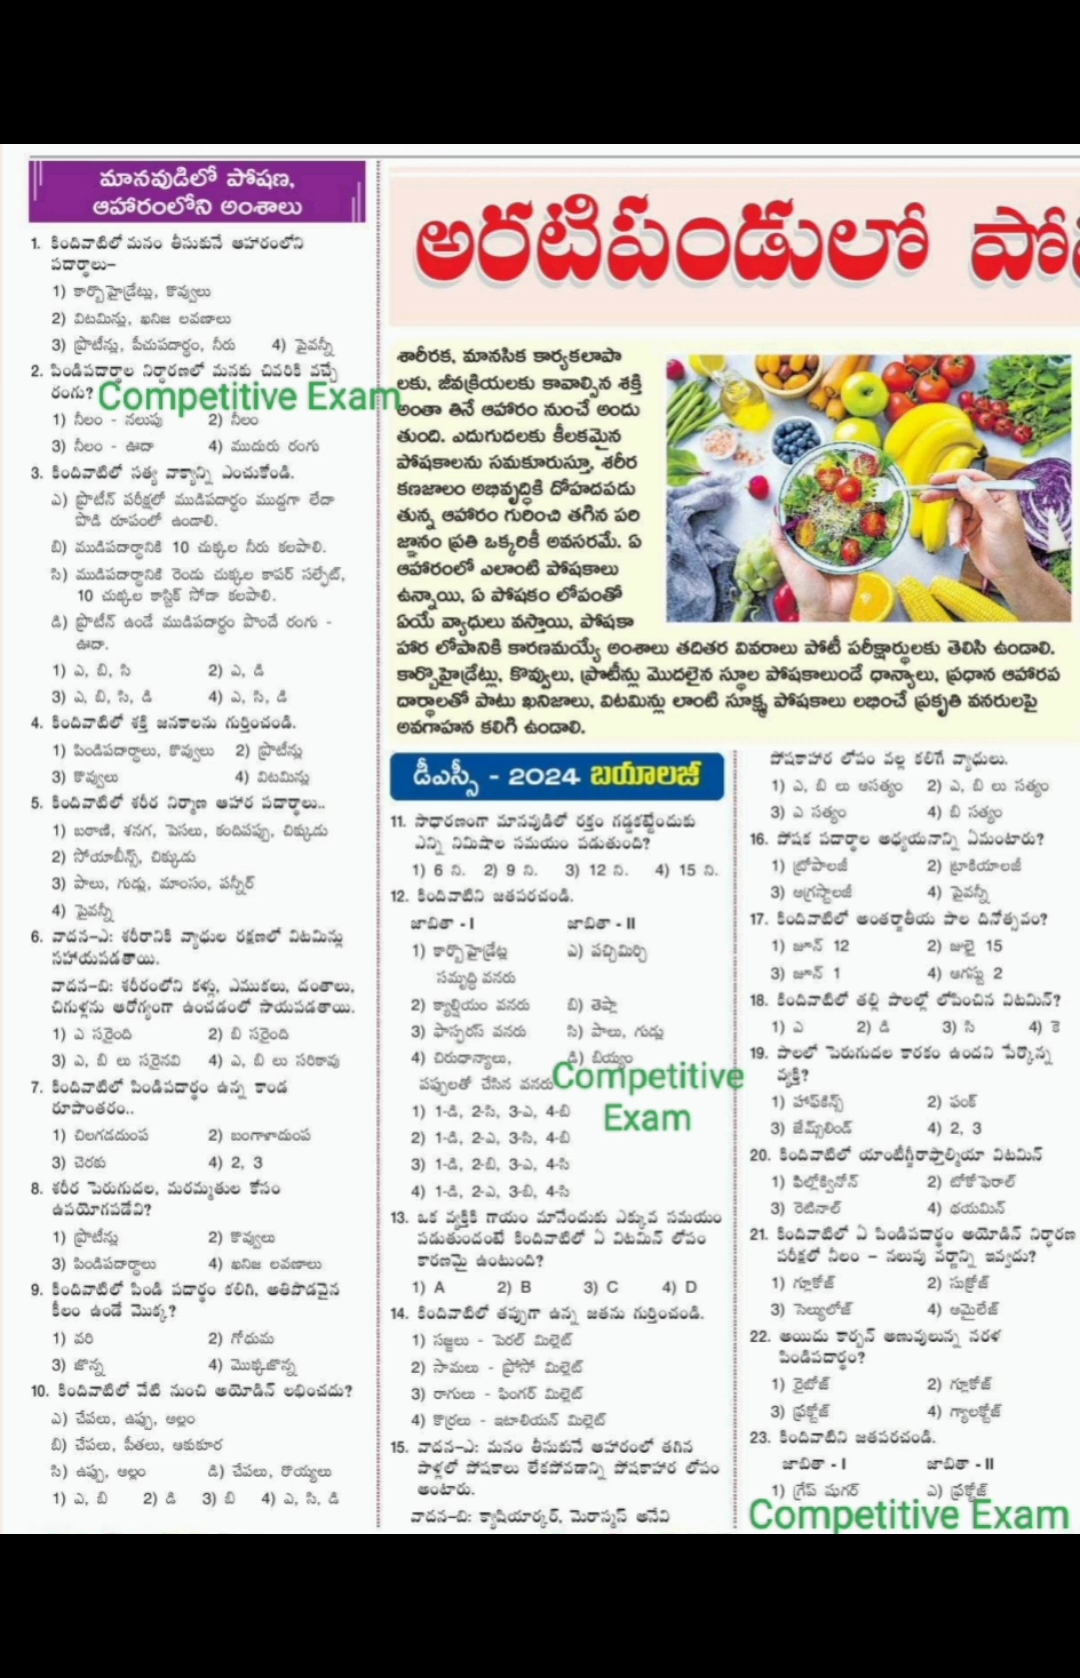 మానవుడిలో పోషణ,
ఆహారంలోని అంశాలు
1. కిందివాటిలో మనం తీసుకునే ఆహారంలోని
పదార్థాలు-
1) కార్బొహైడ్రేట్లు, కొవ్వులు
2) విటమిన్లు, ఖనిజ లవణాలు
3) ప్రొటీన్లు, పీచుపదార్థం, నీరు 4) పైవన్నీ
2. పిండిపదార్థాల నిర్ధారణలో మనకు చివరికి వచ్చే
రంగు?
1) నీలం - నలుపు 2) నీలం
3) నీలం - ఊదా 4) ముదురు రంగు
3. కిందివాటిలో సత్య వాక్యాన్ని ఎంచుకోండి.
ఎ) ప్రొటీన్ పరీక్షలో ముడిపదార్థం ముద్దగా లేదా
పొడి రూపంలో ఉండాలి.
బి) ముడిపదార్థానికి 10 చుక్కల నీరు కలపాలి.
సి) ముడిపదార్థానికి రెండు చుక్కల కాపర్ సల్ఫేట్,
10 చుక్కల కాస్టిక్ సోడా కలపాలి.
డి) ప్రొటీన్ ఉండే ముడిపదార్థం పొందే రంగు -
ఊదా.
1) ఎ, బి, సి 2) ఎ, డి
3) ఎ, బి, సి, డి 4) ఎ, సి, డి
4. కిందివాటిలో శక్తి జనకాలను గుర్తించండి.
1) పిండిపదార్థాలు, కొవ్వులు 2) ప్రొటీన్లు
3) కొవ్వులు 4) విటమిన్లు
5. కిందివాటిలో శరీర నిర్మాణ ఆహార పదార్థాలు..
1) బఠాణి, శనగ, పెసలు, కందిపప్పు, చిక్కుడు
2) సోయాబీన్స్, చిక్కుడు
3) పాలు, గుడ్లు, మాంసం, పన్నీర్
4) పైవన్నీ
6. వాదన-ఎ: శరీరానికి వ్యాధుల రక్షణలో విటమిన్లు
సహాయపడతాయి.
వాదన-బి: శరీరంలోని కళ్లు, ఎముకలు, దంతాలు,
చిగుళ్లను ఆరోగ్యంగా ఉంచడంలో సాయపడతాయి.
1) ఎ సరైంది 2) బి సరైంది
3) ఎ, బి లు సరైనవి 4) ఎ, బి లు సరికావు
7. కిందివాటిలో పిండిపదార్థం ఉన్న కాండ
రూపాంతరం..
1) చిలగడదుంప 2) బంగాళాదుంప
3) చెరకు 4) 2, 3
8. శరీర పెరుగుదల, మరమ్మతుల కోసం
ఉపయోగపడేవి?
1) ప్రొటీన్లు 2) కొవ్వులు
3) పిండిపదార్థాలు 4) ఖనిజ లవణాలు
9. కిందివాటిలో పిండి పదార్థం కలిగి, అతిపొడవైన
కీలం ఉండే మొక్క?
1) వరి 2) గోధుమ
3) జొన్న 4) మొక్కజొన్న
10. కిందివాటిలో వేటి నుంచి అయోడిన్ లభించదు?
ఎ) చేపలు, ఉప్పు, అల్లం
బి) చేపలు, పీతలు, ఆకుకూర
సి) ఉప్పు, అల్లం డి) చేపలు, రొయ్యలు
1) ఎ, బి 2) డి 3) బి 4) ఎ, సి, డి
Competitive Exam
అరటిపండులో
శారీరక, మానసిక కార్యకలాపా
లకు, జీవక్రియలకు కావాల్సిన శక్తి
అంతా తినే ఆహారం నుంచే అందు
తుంది. ఎదుగుదలకు కీలకమైన
పోషకాలను సమకూరుస్తూ, శరీర
కణజాలం అభివృద్ధికి దోహదపడు
తున్న ఆహారం గురించి తగిన పరి
జ్ఞానం ప్రతి ఒక్కరికీ అవసరమే. ఏ
ఆహారంలో ఎలాంటి పోషకాలు
ఉన్నాయి, ఏ పోషకం లోపంతో
ఏయే వ్యాధులు వస్తాయి, పోషకా
హార లోపానికి కారణమయ్యే అంశాలు తదితర వివరాలు పోటీ పరీక్షార్థులకు తెలిసి ఉండాలి.
కార్బొహైడ్రేట్లు, కొవ్వులు, ప్రొటీన్లు మొదలైన స్థూల పోషకాలుండే ధాన్యాలు, ప్రధాన ఆహారప
దార్థాలతో పాటు ఖనిజాలు, విటమిన్లు లాంటి సూక్ష్మ పోషకాలు లభించే ప్రకృతి వనరులపై
అవగాహన కలిగి ఉండాలి.
డీఎస్సీ - 2024 బయాలజీ
11. సాధారణంగా మానవుడిలో రక్తం గడ్డకట్టేందుకు
ఎన్ని నిమిషాల సమయం పడుతుంది?
1) 6 ని. 2) 9 ని. 3) 12 ని. 4) 15 ని.
12. కిందివాటిని జతపరచండి.
జాబితా - I జాబితా - II
1) కార్బొహైడ్రేట్ల ఎ) పచ్చిమిర్చి
సమృద్ధి వనరు
2) క్యాల్షియం వనరు బి) తెప్లా
3) ఫాస్ఫరస్ వనరు సి) పాలు, గుడ్లు
4) చిరుధాన్యాలు, డి) బియ్యం
పప్పులతో చేసిన వనరు
1) 1-డి, 2-సి, 3-ఎ, 4-బి
2) 1-డి, 2-ఎ, 3-సి, 4-బి
3) 1-డి, 2-బి, 3-ఎ, 4-సి
4) 1-డి, 2-ఎ, 3-బి, 4-సి
Competitive
Exam
13. ఒక వ్యక్తికి గాయం మానేందుకు ఎక్కువ సమయం
పడుతుందంటే కిందివాటిలో ఏ విటమిన్ లోపం
కారణమై ఉంటుంది?
1) A 2) B 3) C 4) D
14. కిందివాటిలో తప్పుగా ఉన్న జతను గుర్తించండి.
1) సజ్జలు - పెరల్ మిల్లెట్
2) సామలు - ప్రోసో మిల్లెట్
3) రాగులు - ఫింగర్ మిల్లెట్
4) కొర్రలు - ఇటాలియన్ మిల్లెట్
15. వాదన-ఎ: మనం తీసుకునే ఆహారంలో తగిన
పాళ్లలో పోషకాలు లేకపోవడాన్ని పోషకాహార లోపం
అంటారు.
వాదన-బి: క్వాషియార్కర్, మెరాస్మస్ అనేవి
పోషకాహార లోపం వల్ల కలిగే వ్యాధులు.
1) ఎ, బి లు అసత్యం 2) ఎ, బి లు సత్యం
3) ఎ సత్యం 4) బి సత్యం
16. పోషక పదార్థాల అధ్యయనాన్ని ఏమంటారు?
1) ట్రోపాలజీ 2) ట్రాకియాలజీ
3) ఆగ్రస్టాలజీ 4) పైవన్నీ
17. కిందివాటిలో అంతర్జాతీయ పాల దినోత్సవం?
1) జూన్ 12 2) జులై 15
3) జూన్ 1 4) ఆగస్టు 2
18. కిందివాటిలో తల్లి పాలల్లో లోపించిన విటమిన్?
1) ఎ 2) డి 3) సి 4) కె
19. పాలలో పెరుగుదల కారకం ఉందని పేర్కొన్న
వ్యక్తి?
1) హాప్‌కిన్స్ 2) ఫంక్
3) జేమ్స్‌లిండ్ 4) 2, 3
20. కిందివాటిలో యాంటీగ్జీరాఫ్తాల్మియా విటమిన్
1) ఫిల్లోక్వినోన్ 2) టోకోఫెరాల్
3) రెటినాల్ 4) థయమిన్
21. కిందివాటిలో ఏ పిండిపదార్థం అయోడిన్ నిర్ధారణ
పరీక్షలో నీలం - నలుపు వర్ణాన్ని ఇవ్వదు?
1) గ్లూకోజ్ 2) సుక్రోజ్
3) సెల్యులోజ్ 4) అమైలేజ్
22. అయిదు కార్బన్ అణువులున్న సరళ
పిండిపదార్థం?
1) రైబోజ్ 2) గ్లూకోజ్
3) ఫ్రక్టోజ్ 4) గ్యాలక్టోజ్
23. కిందివాటిని జతపరచండి.
జాబితా - I జాబితా - II
1) గ్రేప్ షుగర్ ఎ) ఫ్రక్టోజ్
Competitive Exam